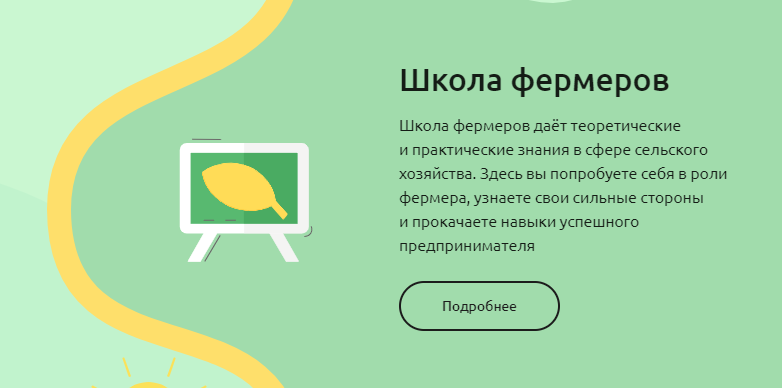 Школа фермеров
Школа фермеров даёт теоретические
и практические знания в сфере сельского
хозяйства. Здесь вы попробуете себя в роли
фермера, узнаете свои сильные стороны
и прокачаете навыки успешного
предпринимателя
Подробнее